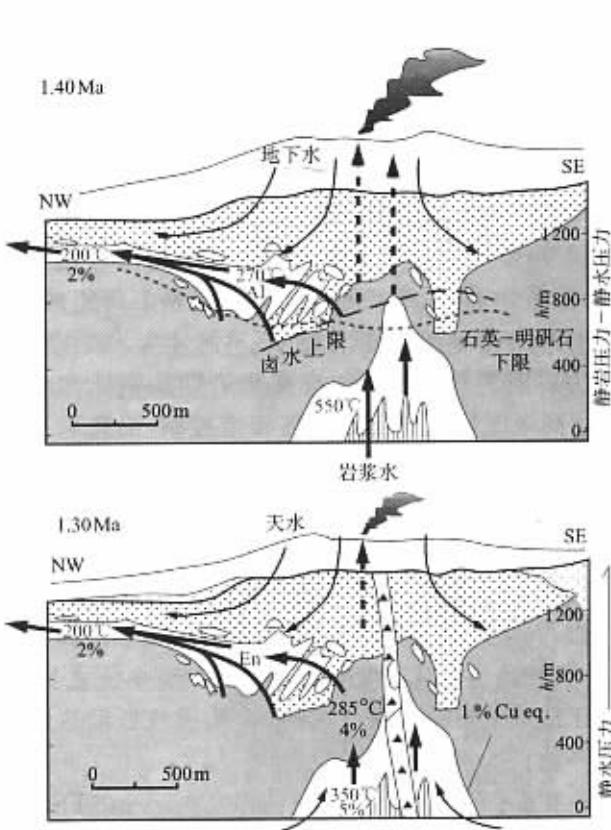 1.40 Ma
地下水
SE
NW
1200
200℃
2%
270℃
Al
800
h/m
石英一明矾石
下限
卤水上限
400
静岩压力-静水压力
550℃
0
500m
0
岩浆水
1.30 Ma
天水
SE
NW
1200
200℃
2%
En
800
h/m
285°C
4%
1% Cu eq.
400
静水压力
0
500m
350℃
5%
0